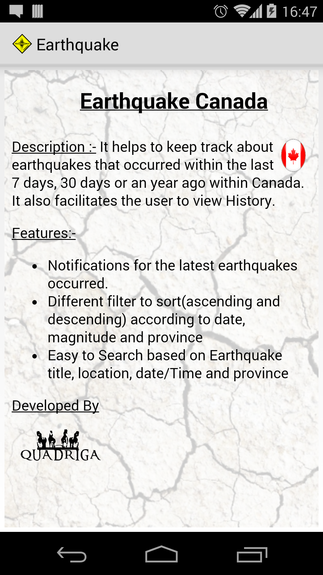 16:47
Earthquake
Earthquake Canada
Description :- It helps to keep track about
earthquakes that occurred within the last
7 days, 30 days or an year ago within Canada.
It also facilitates the user to view History.
Features:-
• Notifications for the latest earthquakes
occurred.
• Different filter to sort(ascending and
descending) according to date,
magnitude and province
• Easy to Search based on Earthquake
title, location, date/Time and province
Developed By
QUADRIGA